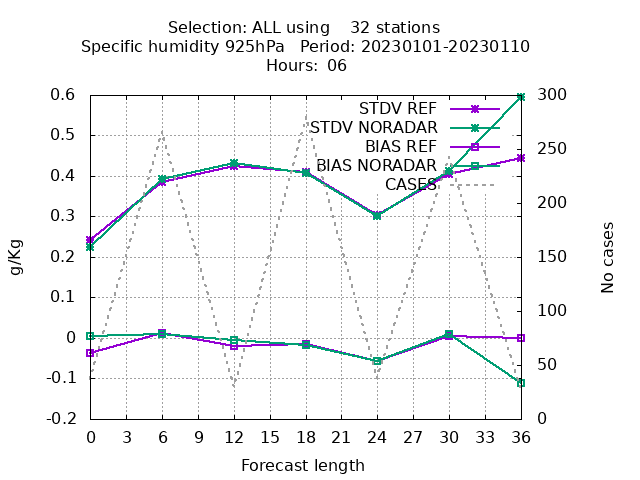 Selection: ALL using    32 stations
Specific humidity 925hPa   Period: 20230101-20230110
Hours:  06
STDV REF
STDV NORADAR
BIAS REF
BIAS NORADAR
CASES
0.6
0.5
0.4
0.3
0.2
0.1
0
-0.1
-0.2
g/Kg
300
250
200
150
100
50
0
No cases
0 3 6 9 12 15 18 21 24 27 30 33 36
Forecast length